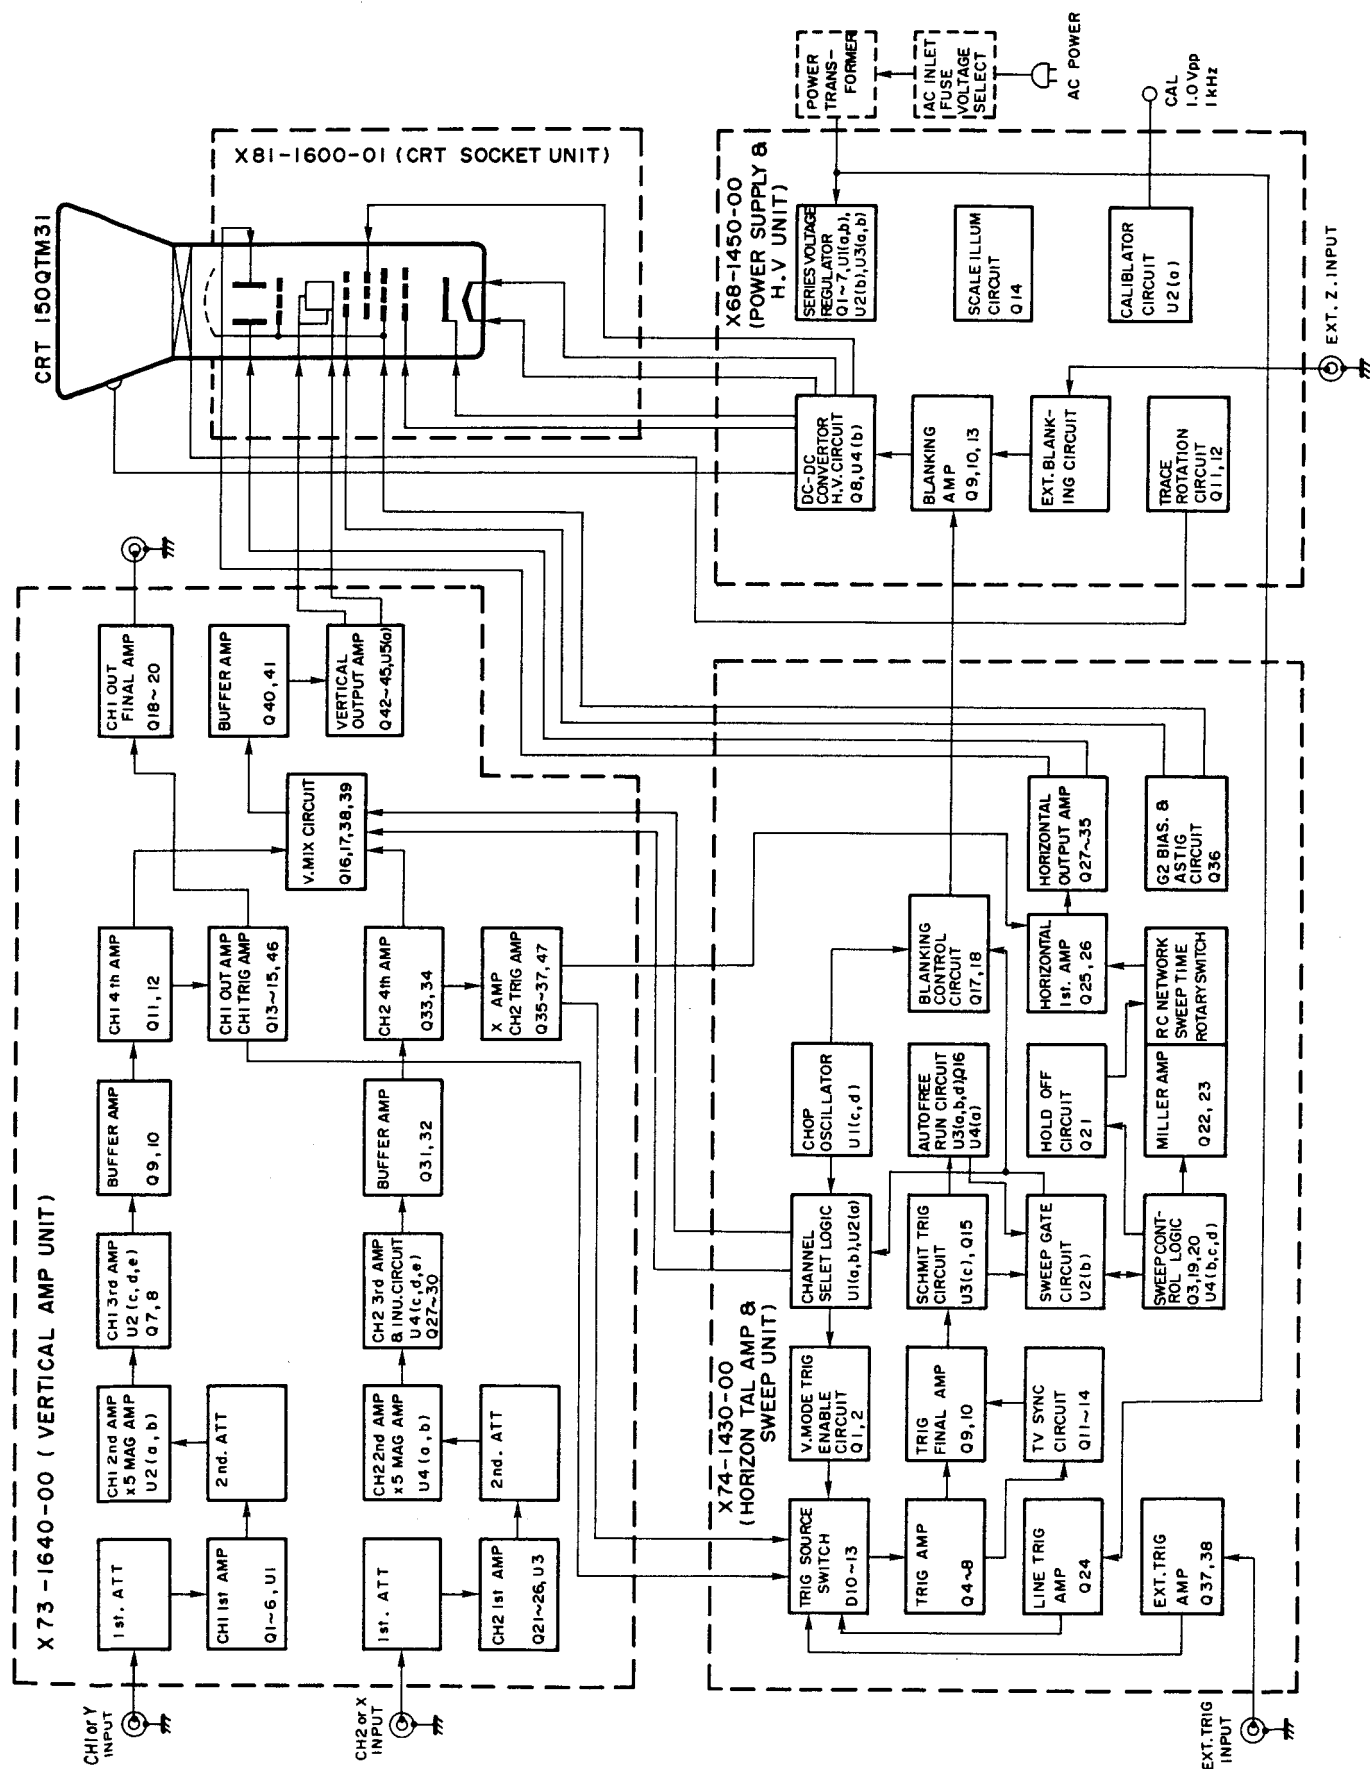 X73-1640-00 (VERTICAL AMP UNIT)
CH1 or Y
INPUT
1st. ATT
CH1 1st AMP
Q1~6, U1
2nd. ATT
CH1 2nd AMP
x5 MAG AMP
U2(a, b)
CH1 3rd AMP
U2(c,d,e)
Q7, 8
BUFFER AMP
Q9, 10
CH1 4th AMP
Q11, 12
CH1 OUT AMP
CH1 TRIG AMP
Q13~15, 46
CH1 OUT
FINAL AMP
Q18~20
BUFFER AMP
Q40, 41
VERTICAL
OUTPUT AMP
Q42~45,U5(a)
V.MIX CIRCUIT
Q16,17,38,39
CH2 or X
INPUT
1st. ATT
CH2 1st AMP
Q21~26, U3
2nd. ATT
CH2 2nd AMP
x5 MAG AMP
U4(a, b)
CH2 3rd AMP
& INU.CIRCUIT
U4(c,d,e)
Q27~30
BUFFER AMP
Q31, 32
CH2 4th AMP
Q33, 34
X AMP
CH2 TRIG AMP
Q35~37, 47
CRT 150QTM31
X81-1600-01 (CRT SOCKET UNIT)
X74-1430-00
(HORIZON TAL AMP &
SWEEP UNIT)
TRIG SOURCE
SWITCH
D10~13
V.MODE TRIG
ENABLE
CIRCUIT
Q1, 2
CHANNEL
SELET LOGIC
U1(a,b),U2(a)
CHOP
OSCILLATOR
U1(c,d)
TRIG AMP
Q4~8
TRIG
FINAL AMP
Q9, 10
SCHMIT TRIG
CIRCUIT
U3(c), Q15
AUTO FREE
RUN CIRCUIT
U3(a,b,d),Q16
U4(a)
BLANKING
CONTROL
CIRCUIT
Q17, 18
LINE TRIG
AMP
Q24
TV SYNC
CIRCUIT
Q11~14
SWEEP GATE
CIRCUIT
U2(b)
HOLD OFF
CIRCUIT
Q21
HORIZONTAL
1st. AMP
Q25, 26
HORIZONTAL
OUTPUT AMP
Q27~35
EXT.TRIG
AMP
Q37, 38
SWEEP CONT-
ROL LOGIC
Q3,19,20
U4(b,c,d)
MILLER AMP
Q22, 23
RC NETWORK
SWEEP TIME
ROTARY SWITCH
G2 BIAS. &
ASTIG
CIRCUIT
Q36
EXT.TRIG
INPUT
X68-1450-00
(POWER SUPPLY &
H.V UNIT)
DC-DC
CONVERTOR
H.V. CIRCUIT
Q8, U4(b)
SERIES VOLTAGE
REGULATOR
Q1~7, U1(a,b),
U2(b), U3(a,b)
BLANKING
AMP
Q9, 10, 13
SCALE ILLUM
CIRCUIT
Q14
EXT. BLANK-
ING CIRCUIT
CALIBLATOR
CIRCUIT
U2(a)
TRACE
ROTATION
CIRCUIT
Q11, 12
POWER
TRANS-
FORMER
AC INLET
FUSE
VOLTAGE
SELECT
AC POWER
CAL
1.0Vpp
1kHz
EXT. Z. INPUT